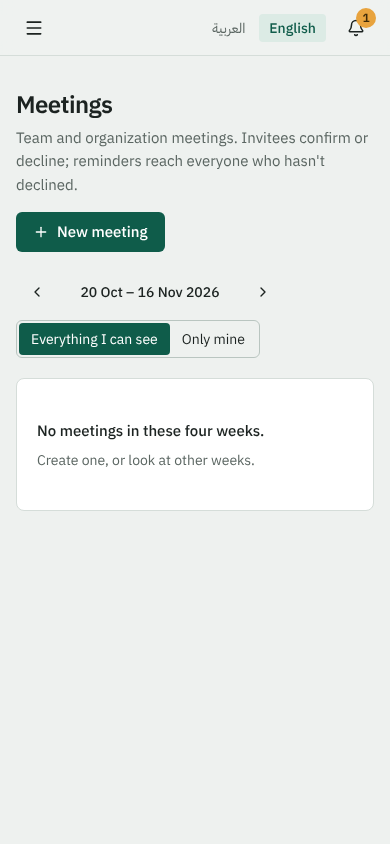 العربية
English
1
Meetings
Team and organization meetings. Invitees confirm or
decline; reminders reach everyone who hasn't
declined.
+ New meeting
20 Oct – 16 Nov 2026
Everything I can see
Only mine
No meetings in these four weeks.
Create one, or look at other weeks.